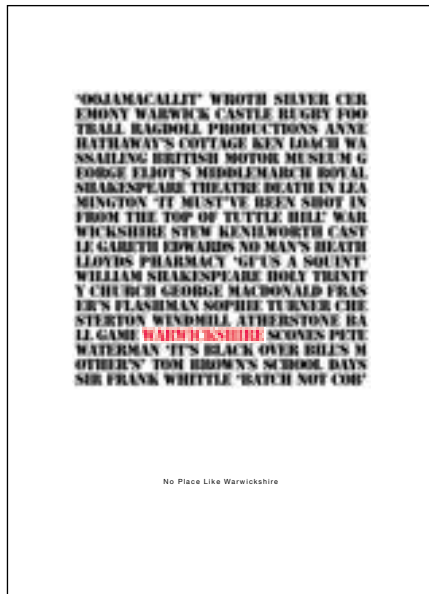 'OOJAMACALLIT' WROTH SILVER CER
EMONY WARWICK CASTLE RUGBY FOO
TBALL RAGDOLL PRODUCTIONS ANNE
HATHAWAY'S COTTAGE KEN LOACH WA
SSAILING BRITISH MOTOR MUSEUM G
EORGE ELIOT'S MIDDLEMARCH ROYAL
SHAKESPEARE THEATRE DEATH IN LEA
MINGTON 'IT MUST'VE BEEN SHOT IN
FROM THE TOP OF TUTTLE HILL' WAR
WICKSHIRE STEW KENILWORTH CAST
LE GARETH EDWARDS NO MAN'S HEATH
LLOYDS PHARMACY 'GI'US A SQUINT'
WILLIAM SHAKESPEARE HOLY TRINIT
Y CHURCH GEORGE MACDONALD FRAS
ER'S FLASHMAN SOPHIE TURNER CHE
STERTON WINDMILL ATHERSTONE BA
LL GAME WARWICKSHIRE SCONES PETE
WATERMAN 'IT'S BLACK OVER BILL'S M
OTHER'S' TOM BROWN'S SCHOOL DAYS
SIR FRANK WHITTLE 'BATCH NOT COB'
No Place Like Warwickshire